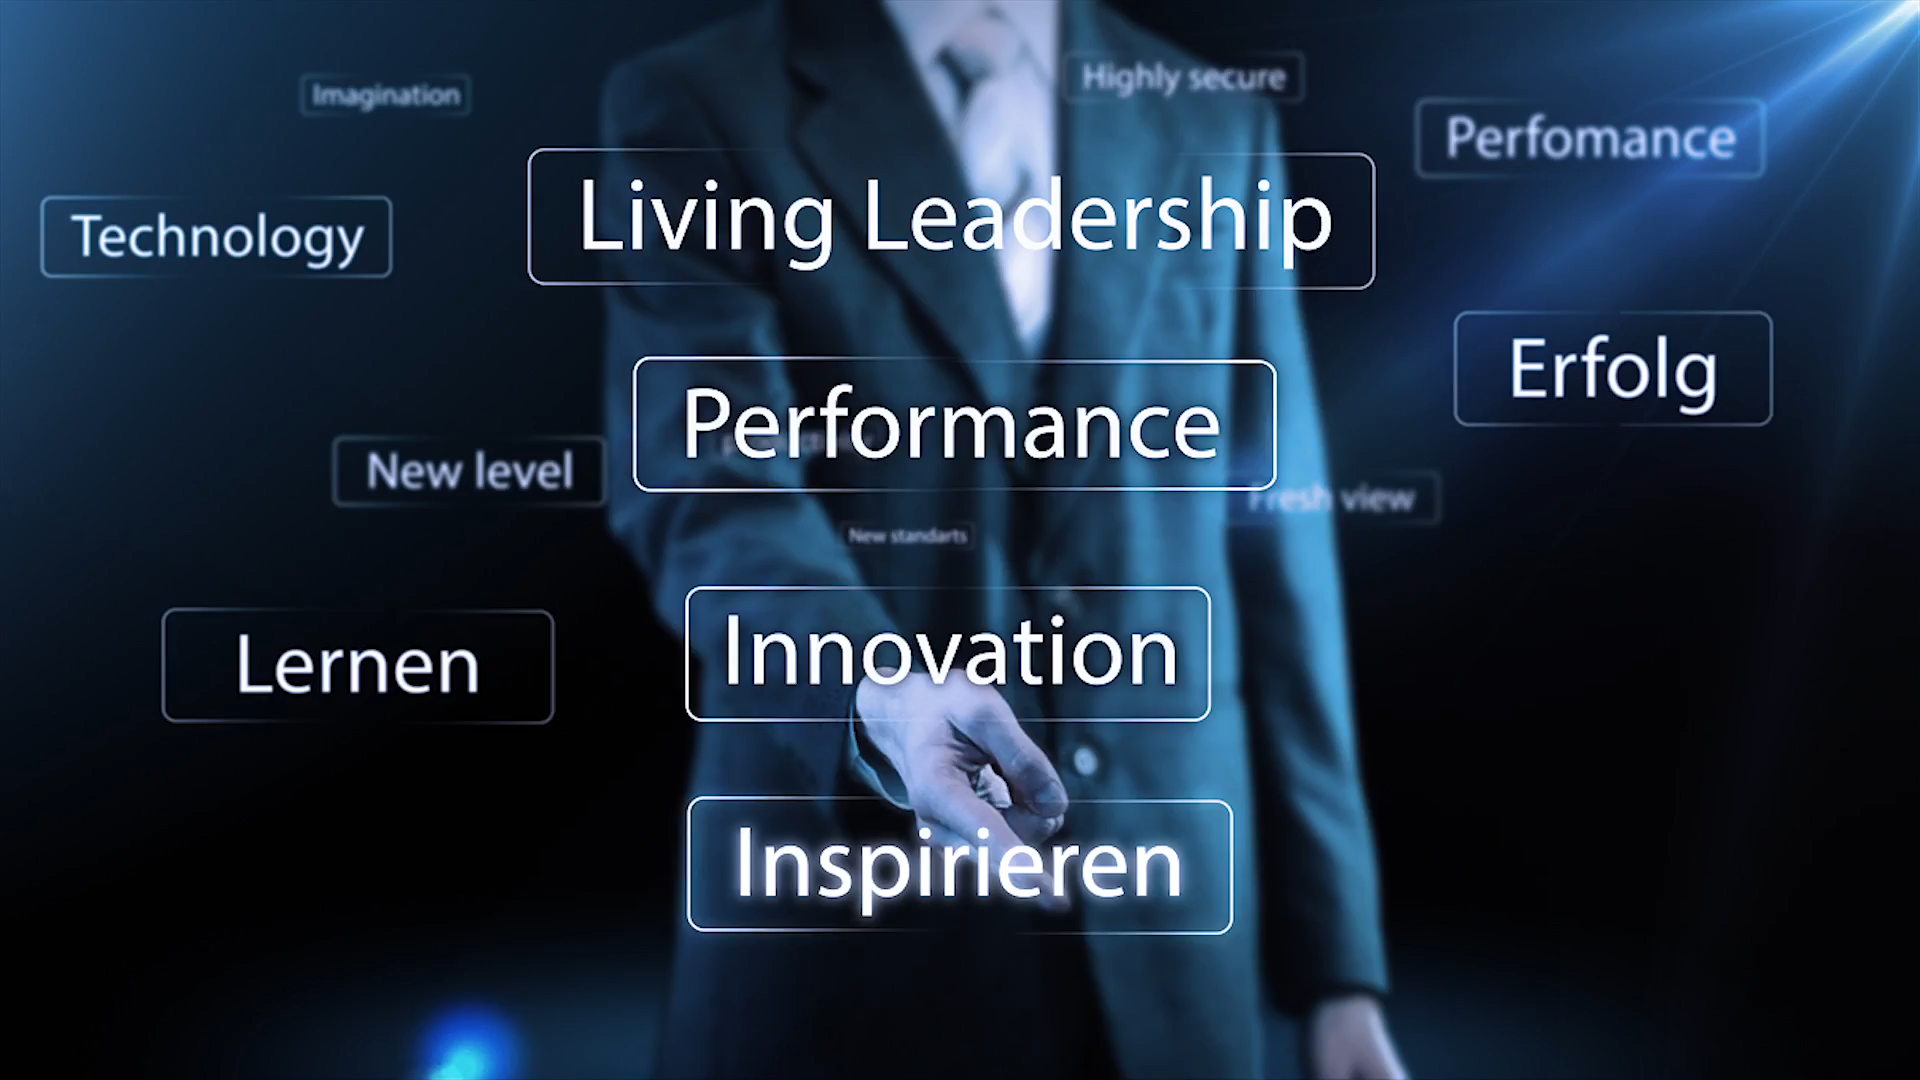 Imagination
Highly secure
Perfomance
Technology
Living Leadership
Erfolg
Performance
New level
Fresh view
New standarts
Lernen
Innovation
Inspirieren